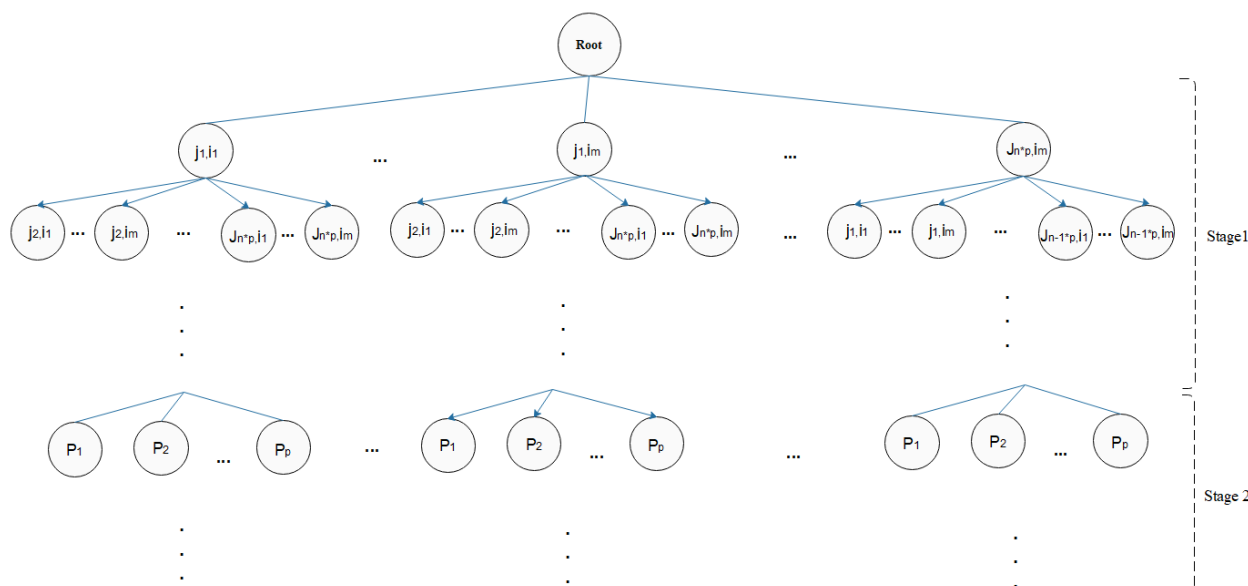 Root
j1,i1 ... j1,im ... Jn*p,im
j2,i1 ... j2,im ... Jn*p,i1 ... Jn*p,im j2,i1 ... j2,im ... Jn*p,i1 ... Jn*p,im ... j1,i1 ... j1,im ... Jn-1*p,i1 ... Jn-1*p,im
Stage1
P1 P2 ... Pp ... P1 P2 ... Pp ... P1 P2 ... Pp
Stage 2